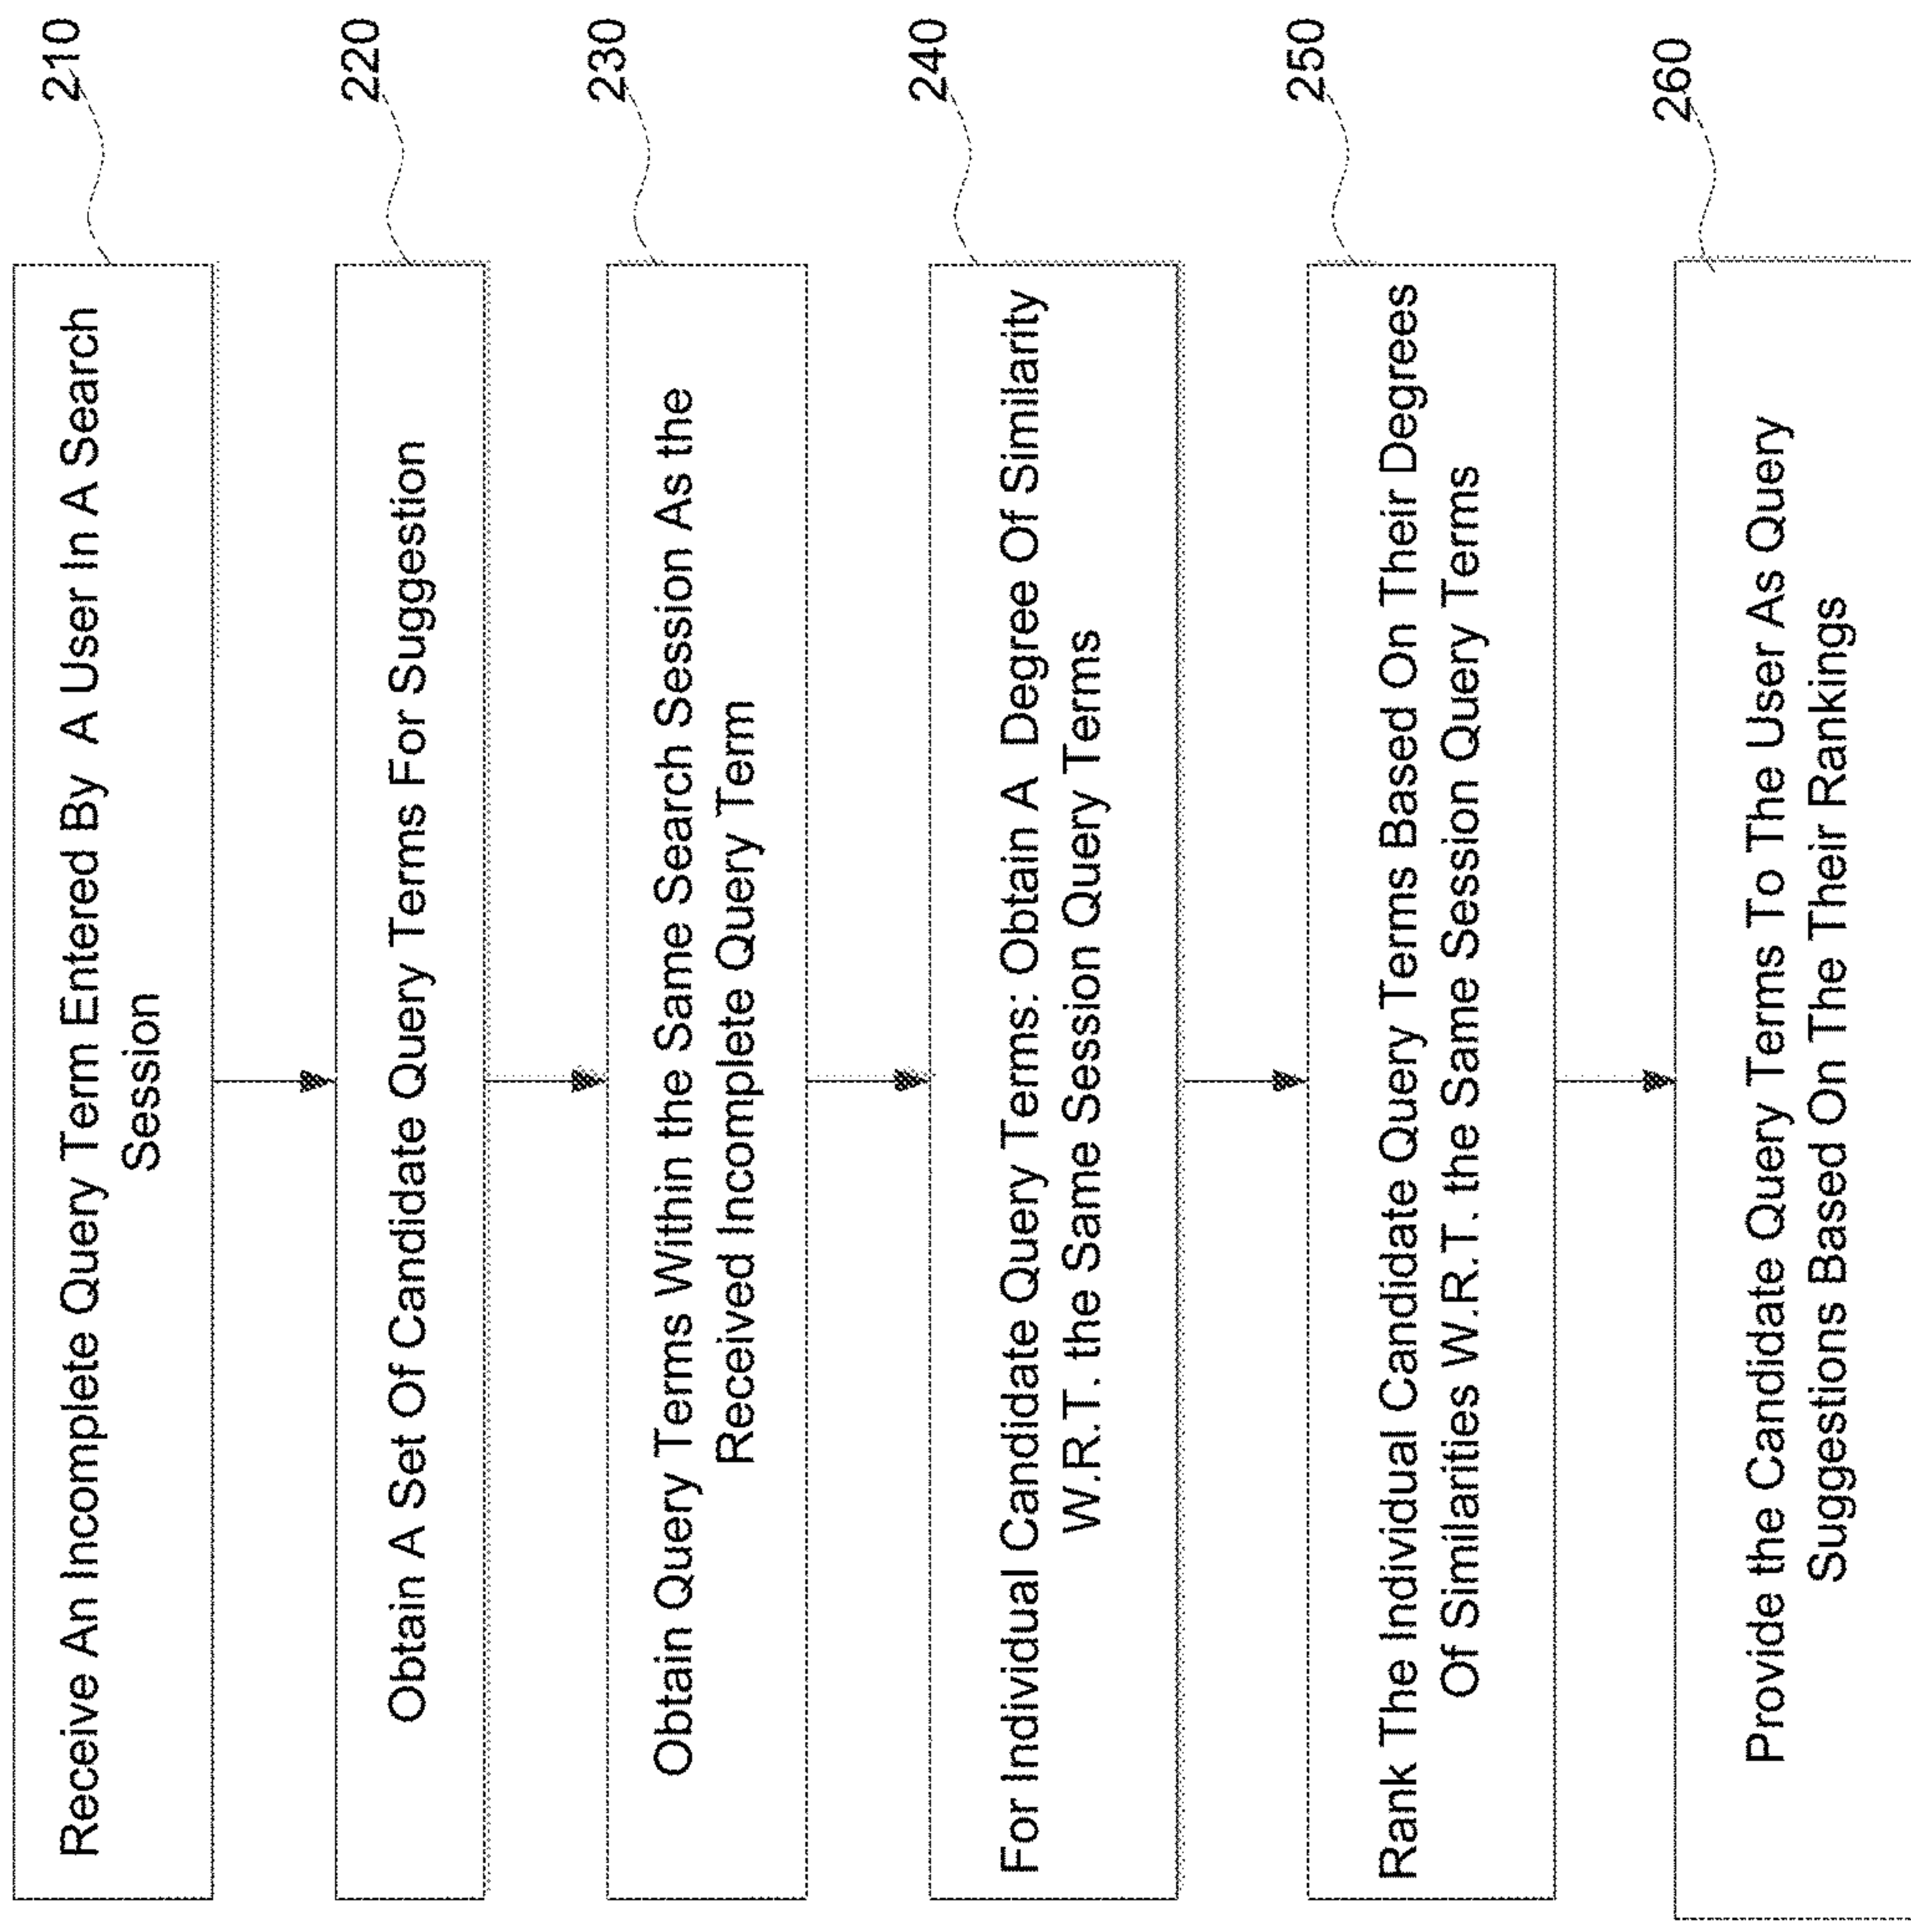 Receive An Incomplete Query Term Entered By A User In A Search
Session
210
Obtain A Set Of Candidate Query Terms For Suggestion
220
Obtain Query Terms Within the Same Search Session As the
Received Incomplete Query Term
230
For Individual Candidate Query Terms: Obtain A Degree Of Similarity
W.R.T. the Same Session Query Terms
240
Rank The Individual Candidate Query Terms Based On Their Degrees
Of Similarities W.R.T. the Same Session Query Terms
250
Provide the Candidate Query Terms To The User As Query
Suggestions Based On The Their Rankings
260